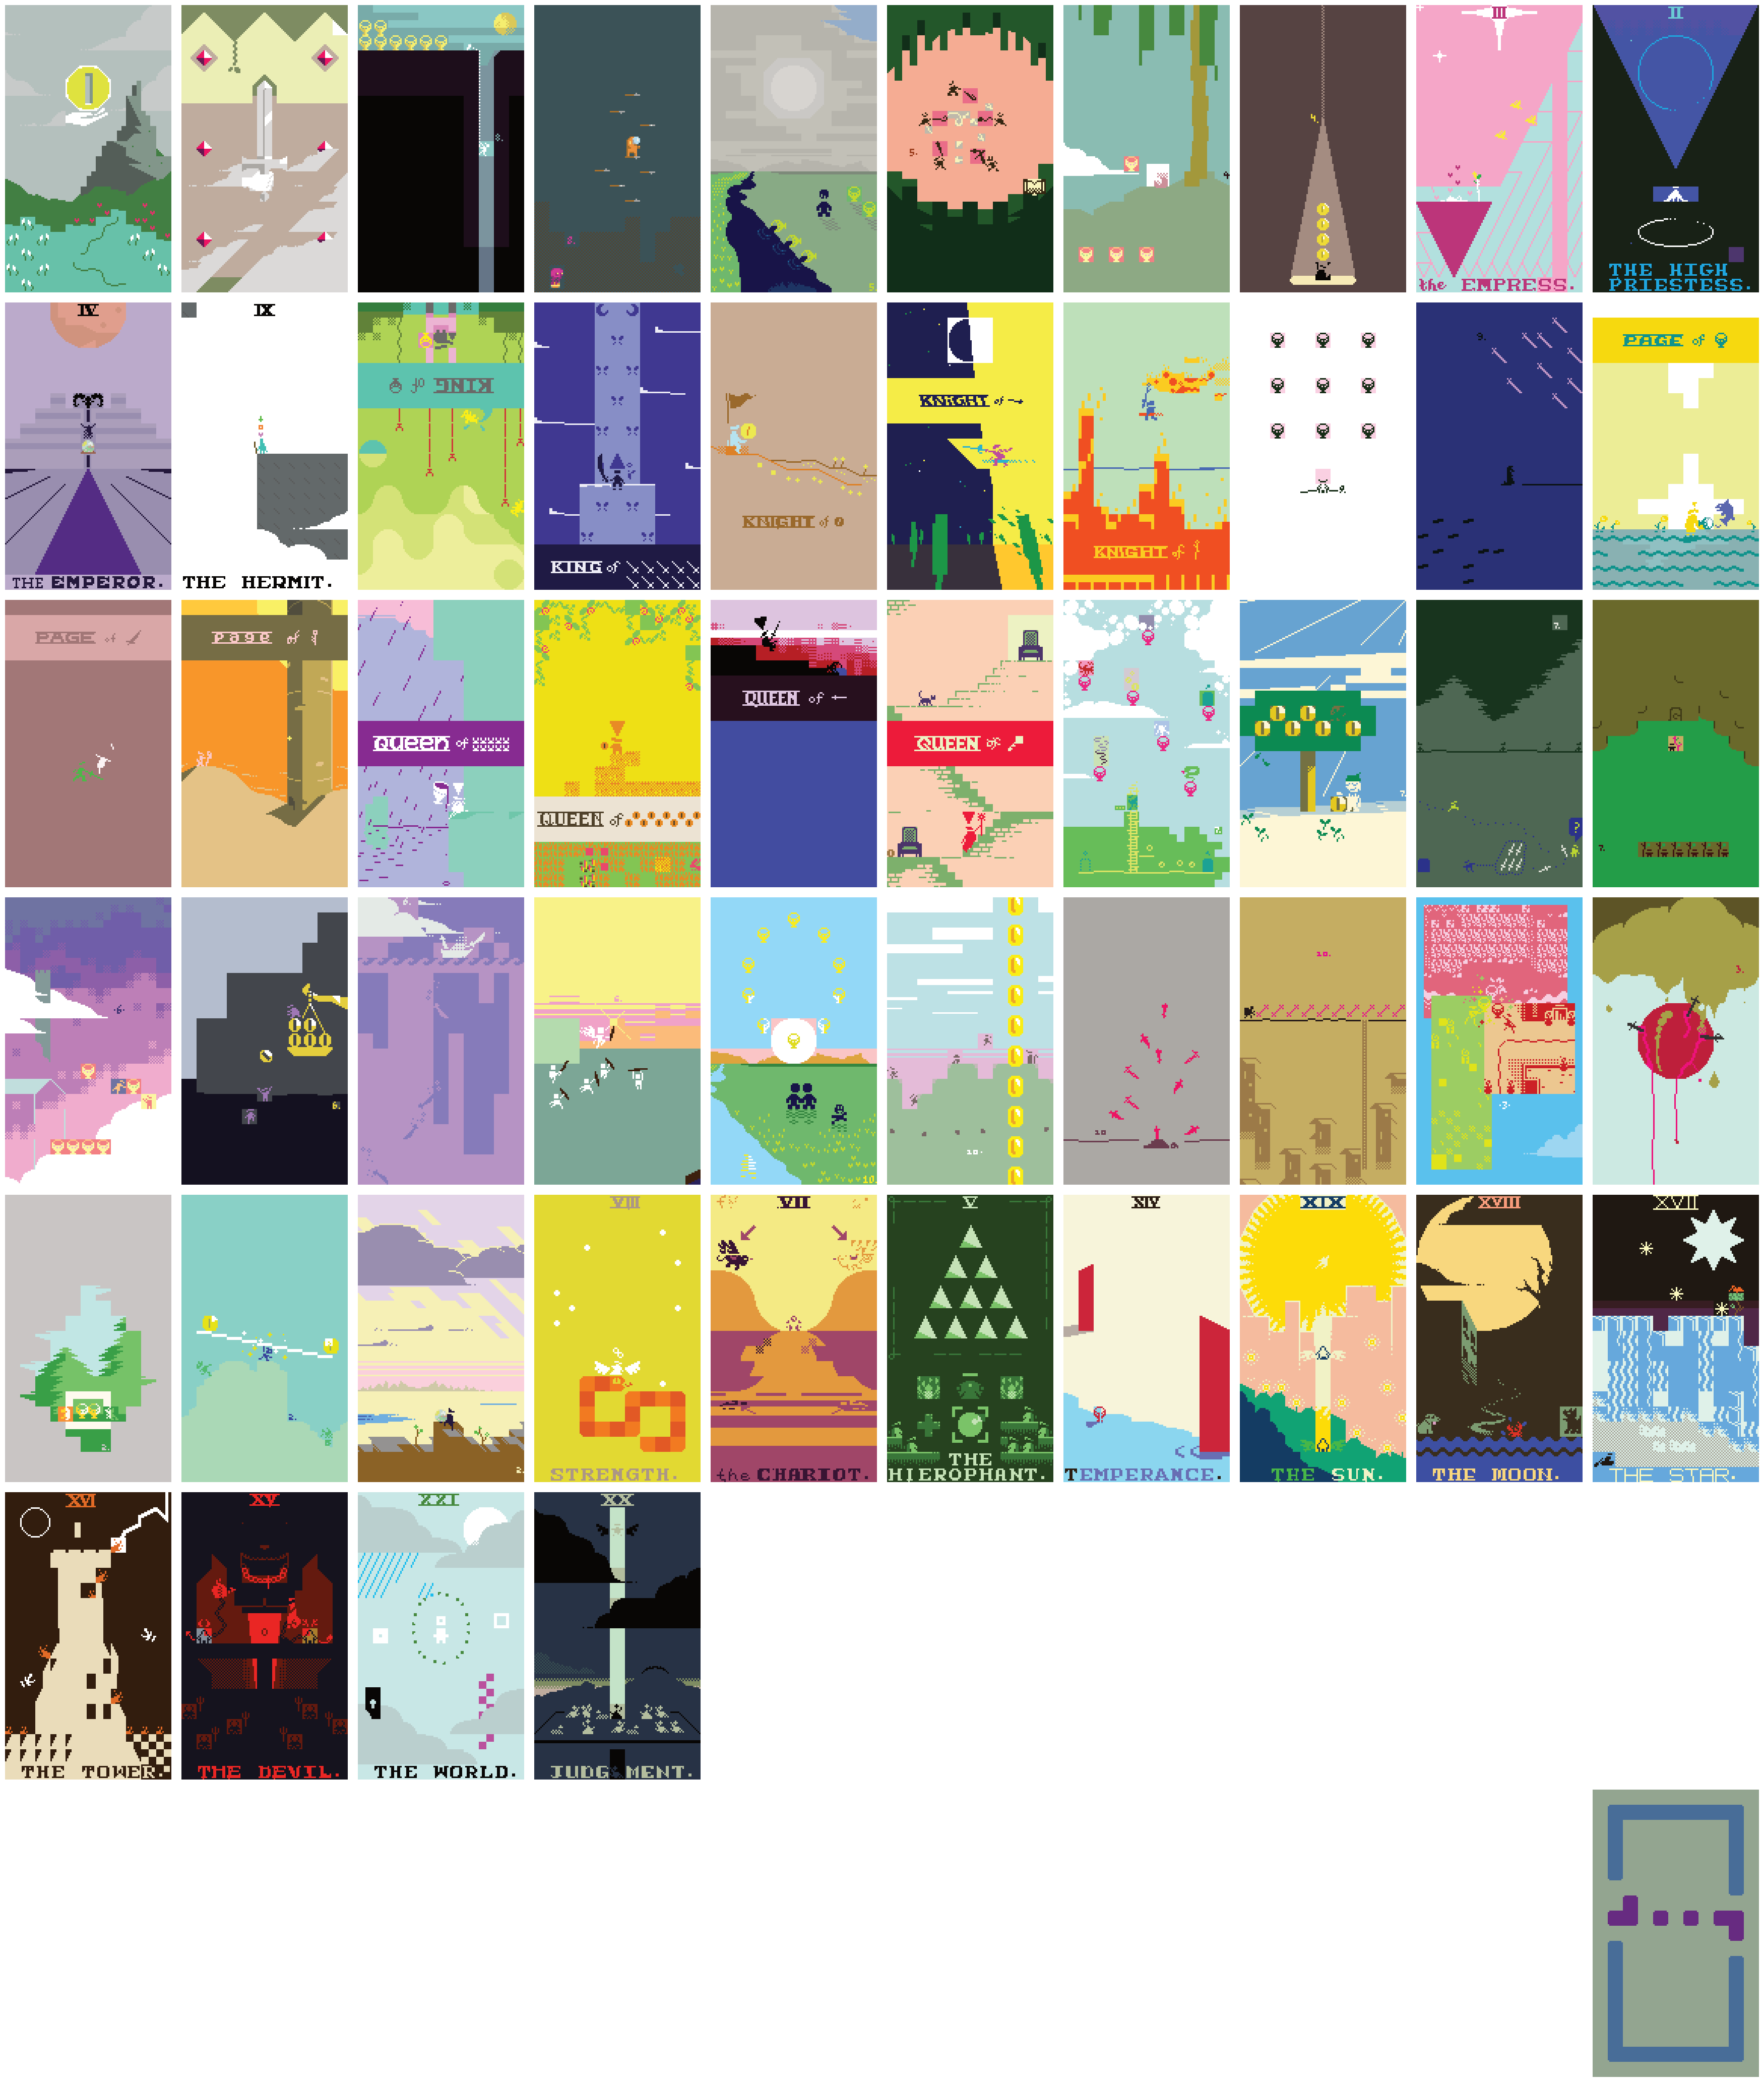 III
the EMPRESS.
II
THE HIGH
PRIESTESS.
IV
THE EMPEROR.
IX
THE HERMIT.
KING of
KING of
KNIGHT of
KNIGHT of
KNIGHT of
PAGE of
PAGE of
page of
Queen of
QUEEN of
QUEEN of
QUEEN of
VIII
STRENGTH.
VII
the CHARIOT.
V
THE
HIEROPHANT.
XIV
TEMPERANCE.
XIX
THE SUN.
XVIII
THE MOON.
XVII
THE STAR.
XVI
THE TOWER.
XV
THE DEVIL.
XXI
THE WORLD.
XX
JUDGEMENT.